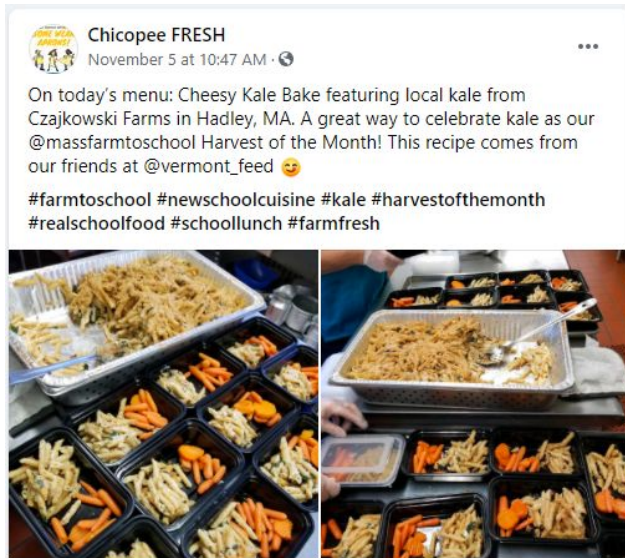 Chicopee FRESH
November 5 at 10:47 AM ·
On today's menu: Cheesy Kale Bake featuring local kale from
Czajkowski Farms in Hadley, MA. A great way to celebrate kale as our
@massfarmtoschool Harvest of the Month! This recipe comes from
our friends at @vermont_feed 😋
#farmtoschool #newschoolcuisine #kale #harvestofthemonth
#realschoolfood #schoollunch #farmfresh